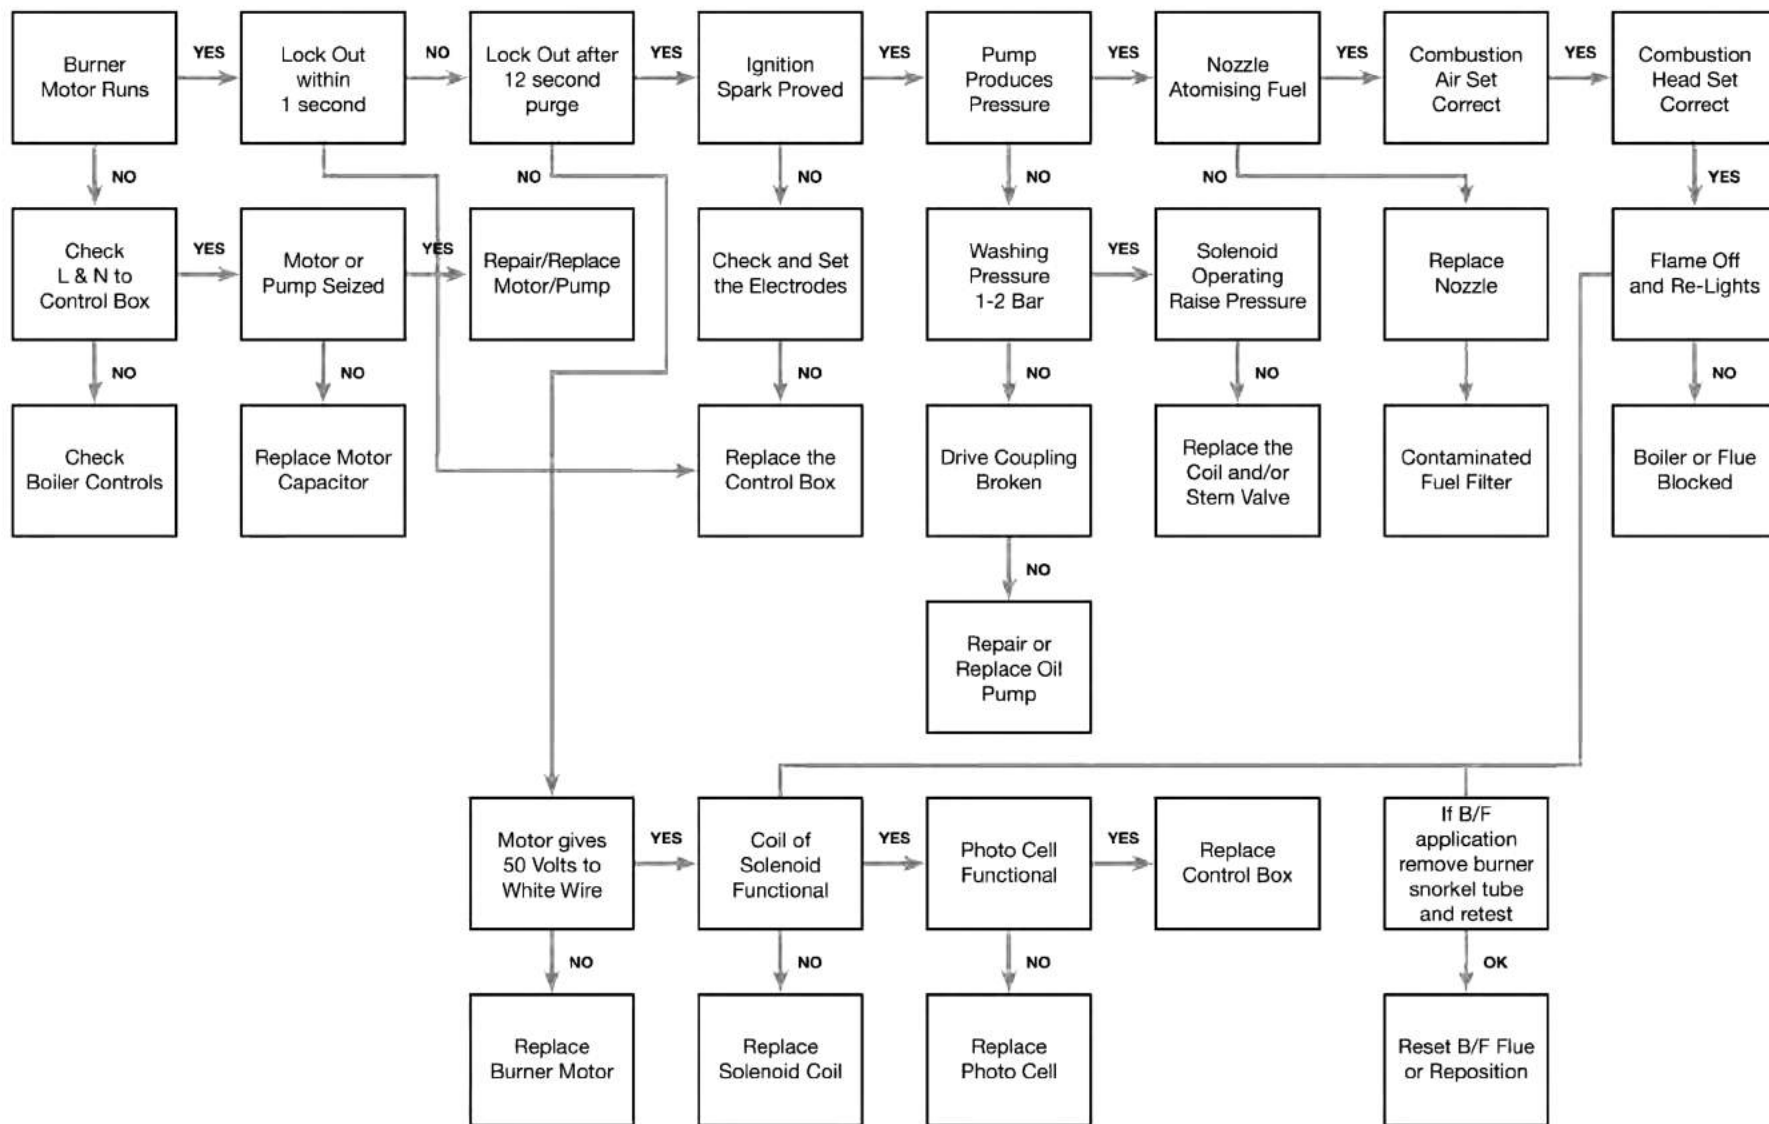 Burner
Motor Runs
YES
Lock Out
within
1 second
NO
Lock Out after
12 second
purge
YES
Ignition
Spark Proved
YES
Pump
Produces
Pressure
YES
Nozzle
Atomising Fuel
YES
Combustion
Air Set
Correct
YES
Combustion
Head Set
Correct
NO
NO
NO
NO
NO
YES
Check
L & N to
Control Box
YES
Motor or
Pump Seized
YES
Repair/Replace
Motor/Pump
Check and Set
the Electrodes
Washing
Pressure
1-2 Bar
YES
Solenoid
Operating
Raise Pressure
Replace
Nozzle
Flame Off
and Re-Lights
NO
NO
NO
NO
NO
NO
Check
Boiler Controls
Replace Motor
Capacitor
Replace the
Control Box
Drive Coupling
Broken
Replace the
Coil and/or
Stem Valve
Contaminated
Fuel Filter
Boiler or Flue
Blocked
NO
Repair or
Replace Oil
Pump
Motor gives
50 Volts to
White Wire
YES
Coil of
Solenoid
Functional
YES
Photo Cell
Functional
YES
Replace
Control Box
If B/F
application
remove burner
snorkel tube
and retest
NO
NO
NO
OK
Replace
Burner Motor
Replace
Solenoid Coil
Replace
Photo Cell
Reset B/F Flue
or Reposition